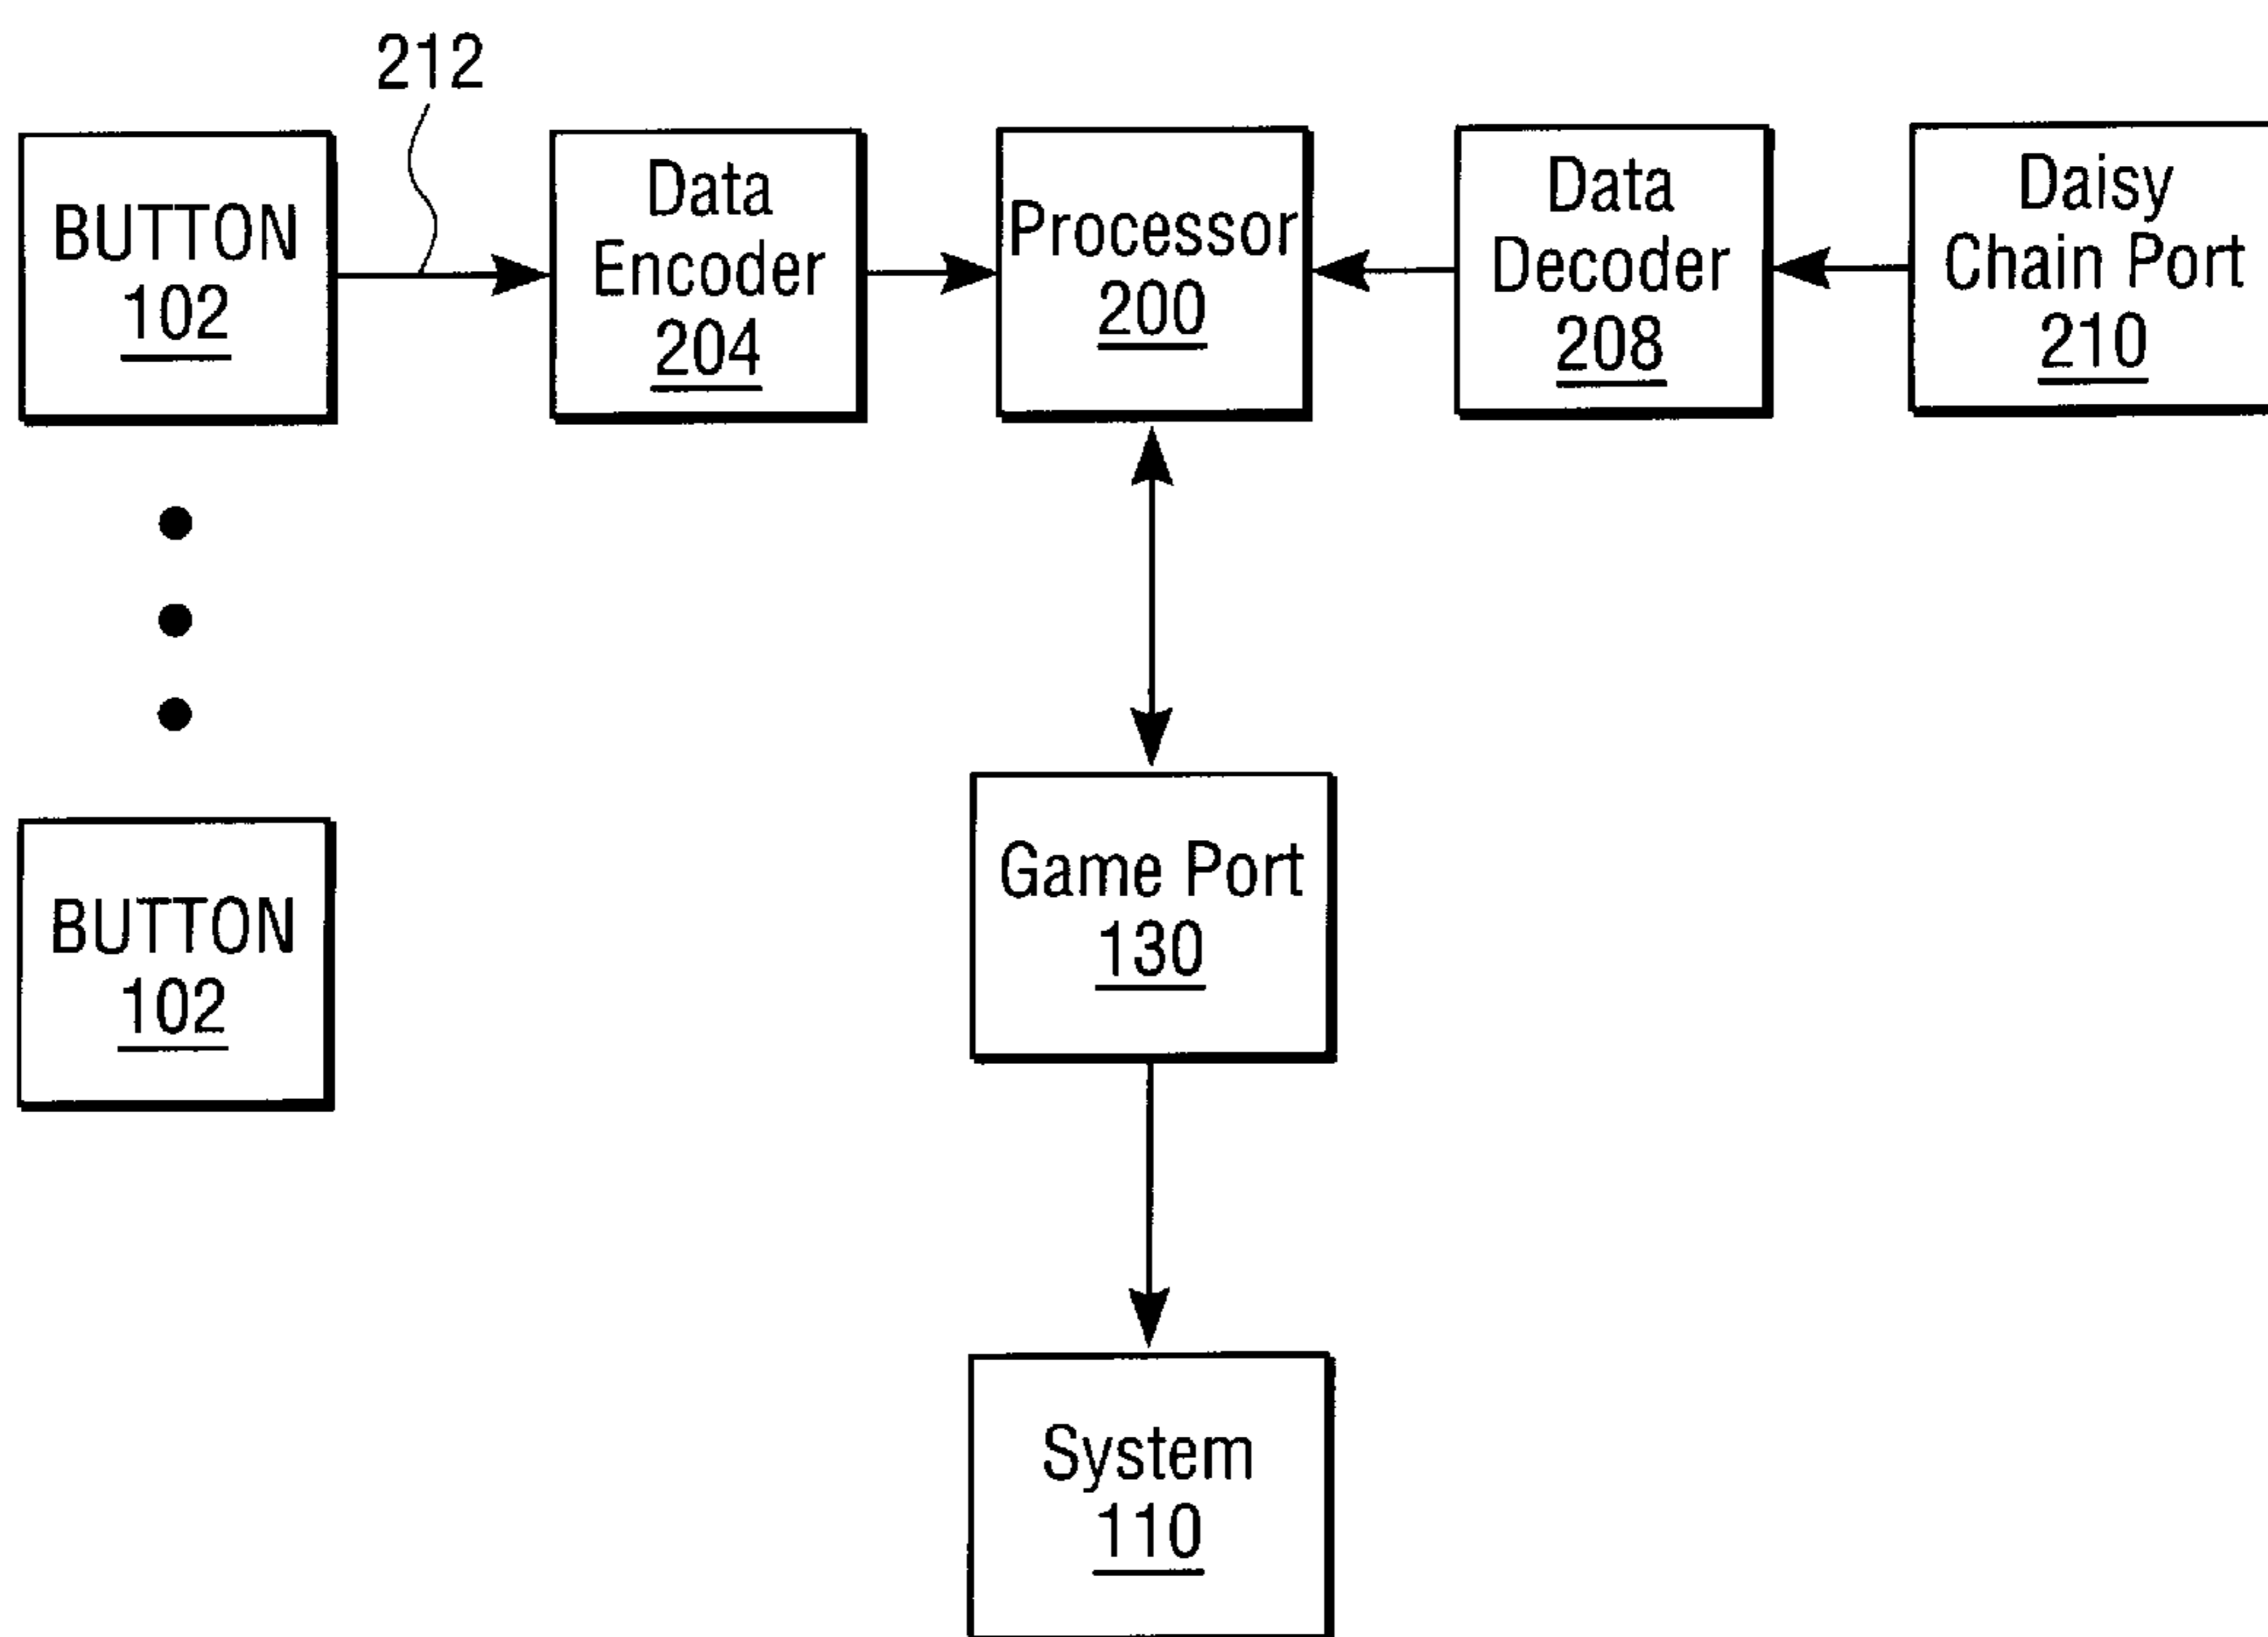 212
BUTTON
102
Data
Encoder
204
Processor
200
Data
Decoder
208
Daisy
Chain Port
210
Game Port
130
BUTTON
102
System
110